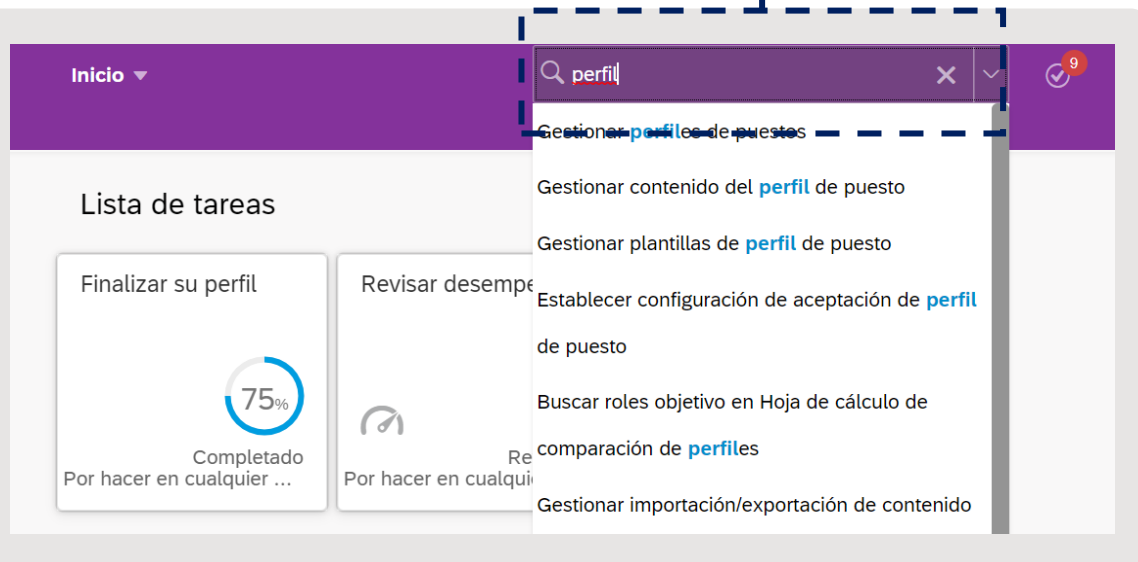 Inicio
perfil
9
Gestionar perfiles de puestos
Gestionar contenido del perfil de puesto
Gestionar plantillas de perfil de puesto
Establecer configuración de aceptación de perfil
de puesto
Buscar roles objetivo en Hoja de cálculo de
comparación de perfiles
Gestionar importación/exportación de contenido
Lista de tareas
Finalizar su perfil
75%
Completado
Por hacer en cualquier ...
Revisar desempe
Re
Por hacer en cualqui